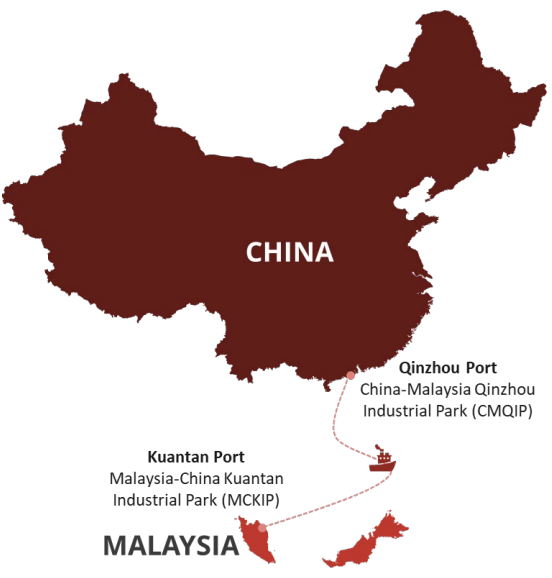 CHINA
Qinzhou Port
China-Malaysia Qinzhou
Industrial Park (CMQIP)
Kuantan Port
Malaysia-China Kuantan
Industrial Park (MCKIP)
MALAYSIA